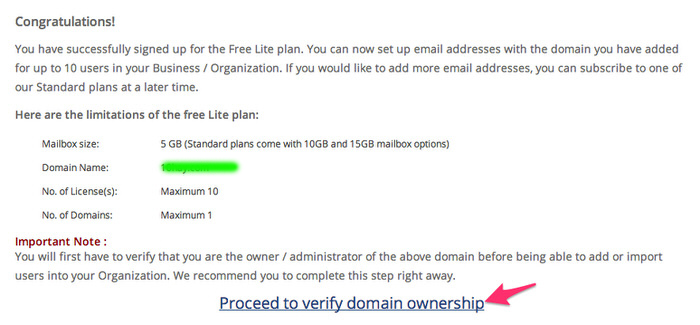 Congratulations!
You have successfully signed up for the Free Lite plan. You can now set up email addresses with the domain you have added
for up to 10 users in your Business / Organization. If you would like to add more email addresses, you can subscribe to one of
our Standard plans at a later time.
Here are the limitations of the free Lite plan:
Mailbox size: 5 GB (Standard plans come with 10GB and 15GB mailbox options)
Domain Name:
No. of License(s): Maximum 10
No. of Domains: Maximum 1
Important Note :
You will first have to verify that you are the owner / administrator of the above domain before being able to add or import
users into your Organization. We recommend you to complete this step right away.
Proceed to verify domain ownership